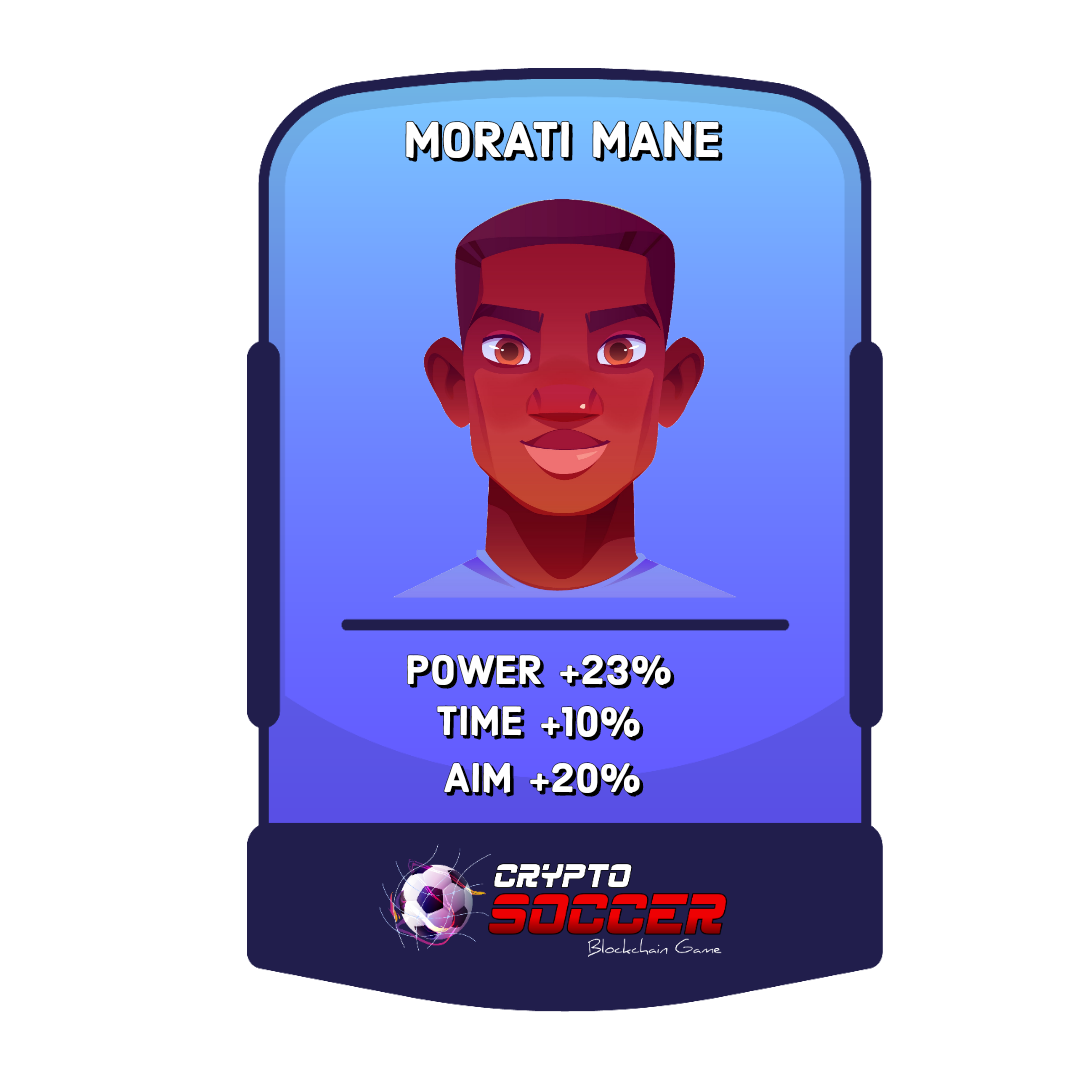 MORATI MANE
POWER +23%
TIME +10%
AIM +20%
CRYPTO
SOCCER
Blockchain Game